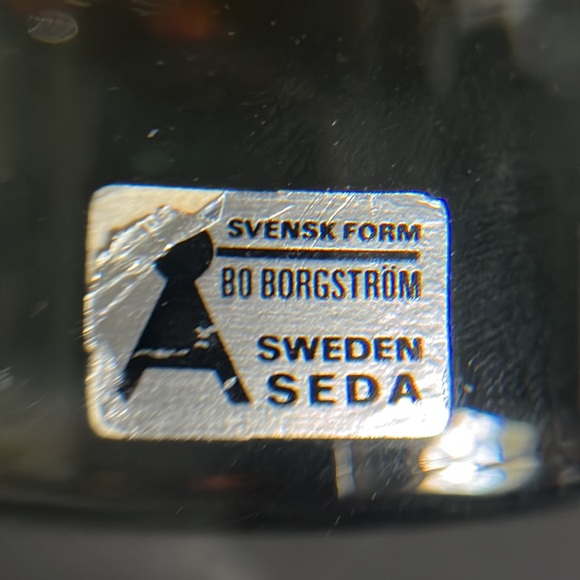 SVENSK FORM
BO BORGSTRÖM
SWEDEN
SEDA